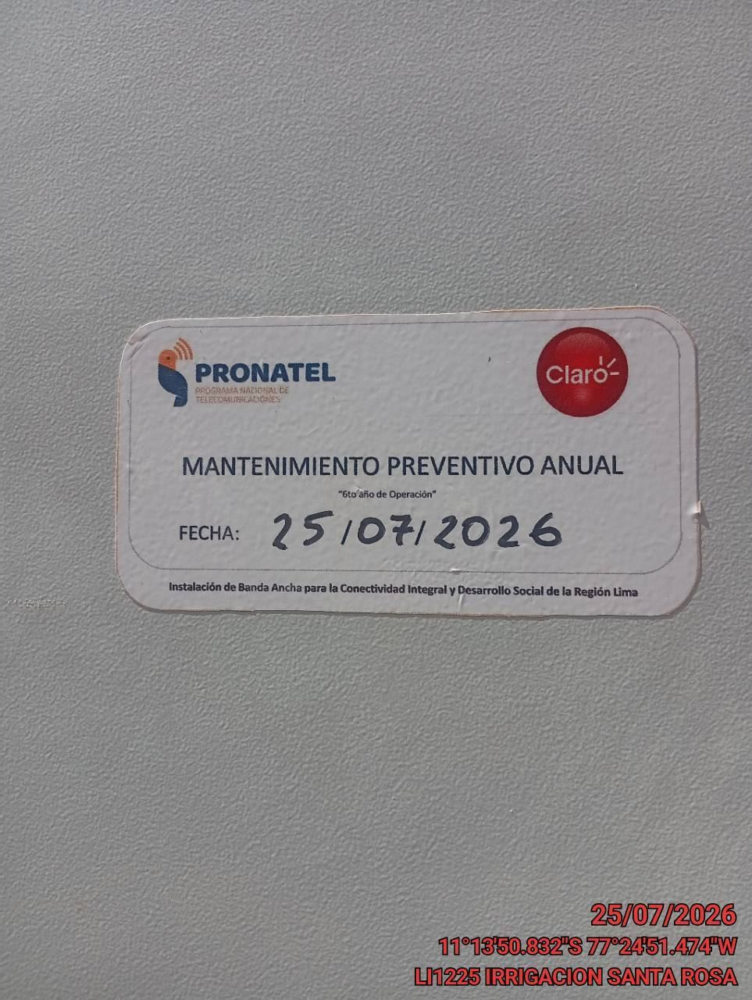 PRONATEL
PROGRAMA NACIONAL DE
TELECOMUNICACIONES
Claro
MANTENIMIENTO PREVENTIVO ANUAL
"6to año de Operación"
FECHA: 25/07/2026
Instalación de Banda Ancha para la Conectividad Integral y Desarrollo Social de la Región Lima
25/07/2026
11°13'50.832"S 77°24'51.474"W
LI1225 IRRIGACION SANTA ROSA